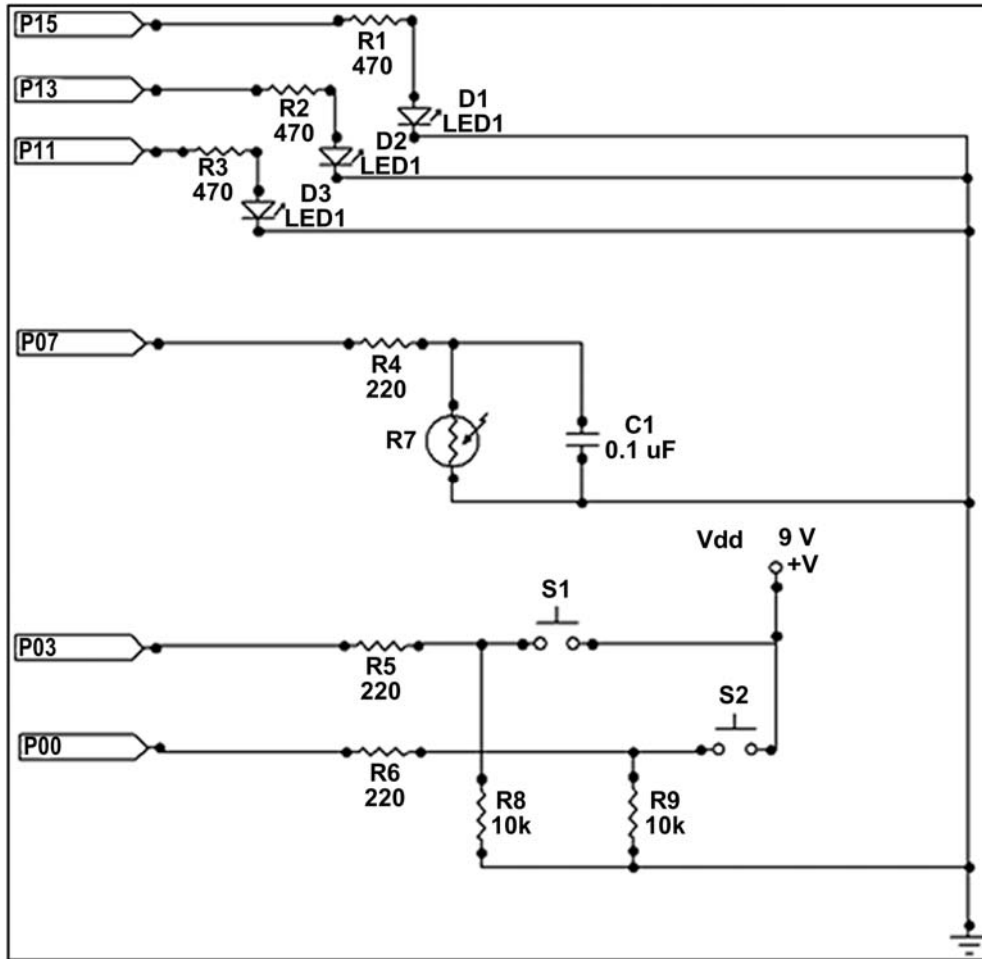 P15
R1
470
P13
R2
470
D1
LED1
P11
R3
470
D2
LED1
D3
LED1
P07
R4
220
R7
C1
0.1 uF
Vdd 9 V
+V
S1
P03
R5
220
S2
P00
R6
220
R8
10k
R9
10k